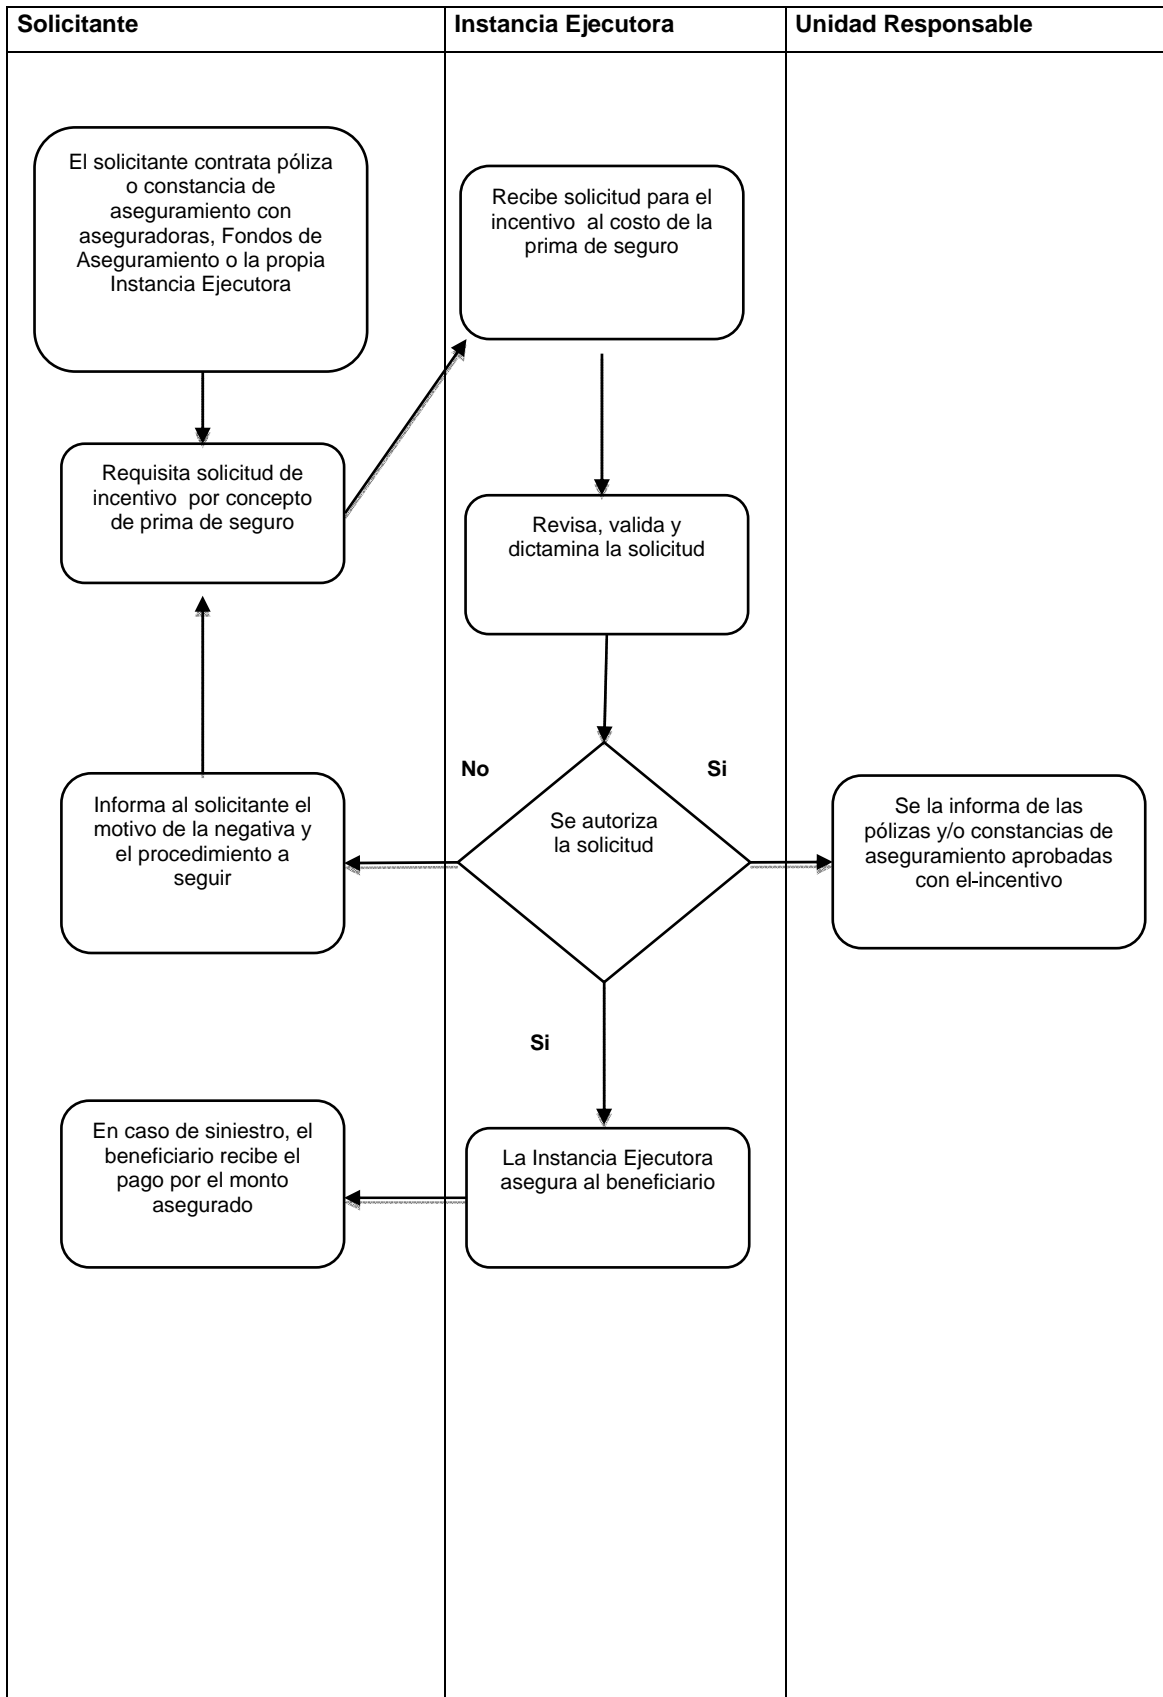 Solicitante
Instancia Ejecutora
Unidad Responsable
El solicitante contrata póliza
o constancia de
aseguramiento con
aseguradoras, Fondos de
Aseguramiento o la propia
Instancia Ejecutora
Recibe solicitud para el
incentivo al costo de la
prima de seguro
Requisita solicitud de
incentivo por concepto
de prima de seguro
Revisa, valida y
dictamina la solicitud
No
Si
Informa al solicitante el
motivo de la negativa y
el procedimiento a
seguir
Se autoriza
la solicitud
Se la informa de las
pólizas y/o constancias de
aseguramiento aprobadas
con el-incentivo
Si
En caso de siniestro, el
beneficiario recibe el
pago por el monto
asegurado
La Instancia Ejecutora
asegura al beneficiario